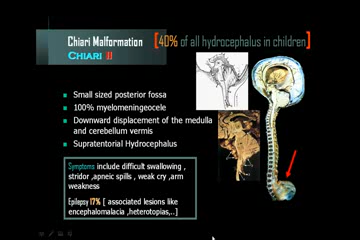 Chiari Malformation [40% of all hydrocephalus in children]
CHIARI II
Small sized posterior fossa
100% myelomeningeocele
Downward displacement of the medulla
and cerebellum vermis
Supratentorial Hydrocephalus
Symptoms include difficult swallowing ,
stridor ,apneic spills , weak cry ,arm
weakness
Epilepsy 17% [ associated lesions like
encephalomalacia ,heterotopias,..]